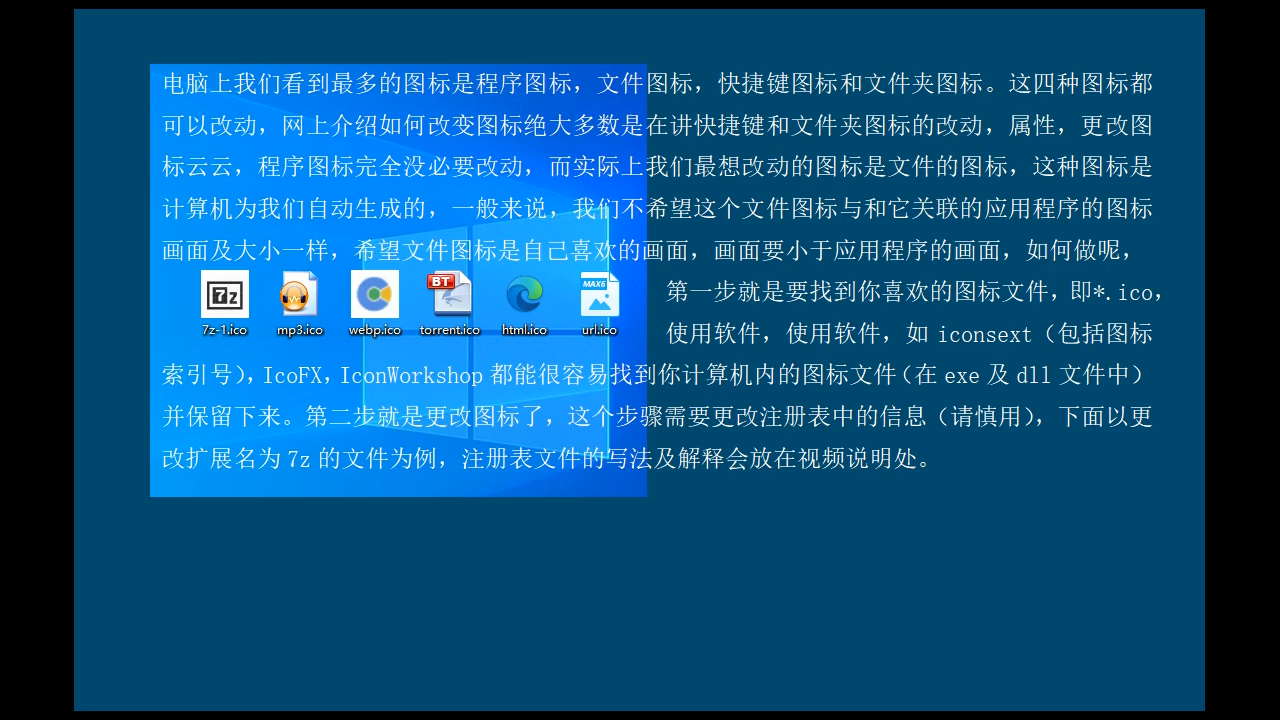 电脑上我们看到最多的图标是程序图标，文件图标，快捷键图标和文件夹图标。这四种图标都
可以改动，网上介绍如何改变图标绝大多数是在讲快捷键和文件夹图标的改动，属性，更改图
标云云，程序图标完全没必要改动，而实际上我们最想改动的图标是文件的图标，这种图标是
计算机为我们自动生成的，一般来说，我们不希望这个文件图标与和它关联的应用程序的图标
画面及大小一样，希望文件图标是自己喜欢的画面，画面要小于应用程序的画面，如何做呢，
第一步就是要找到你喜欢的图标文件，即*.ico，
使用软件，使用软件，如 iconsext（包括图标
7z
BT
MAX6
7z-1.ico mp3.ico webp.ico torrent.ico html.ico url.ico
索引号），IcoFX，IconWorkshop 都能很容易找到你计算机内的图标文件（在 exe 及 dll 文件中）
并保留下来。第二步就是更改图标了，这个步骤需要更改注册表中的信息（请慎用），下面以更
改扩展名为 7z 的文件为例，注册表文件的写法及解释会放在视频说明处。